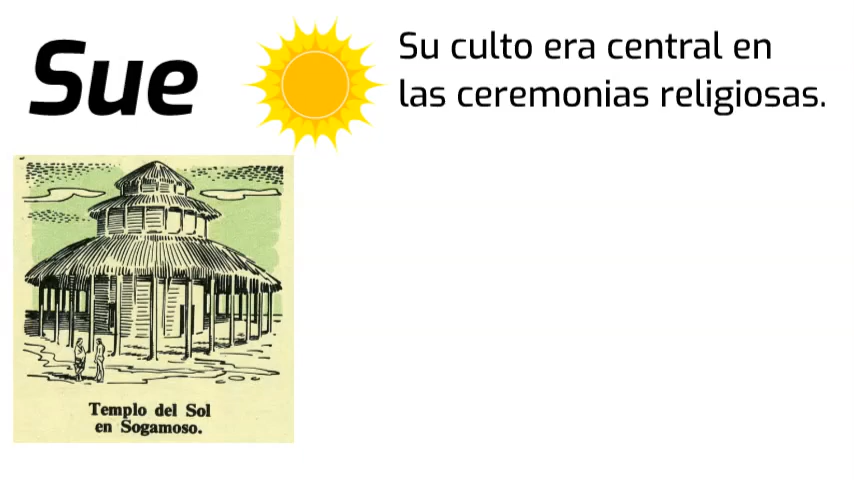 Sue
Su culto era central en
las ceremonias religiosas.
Templo del Sol
en Sogamoso.